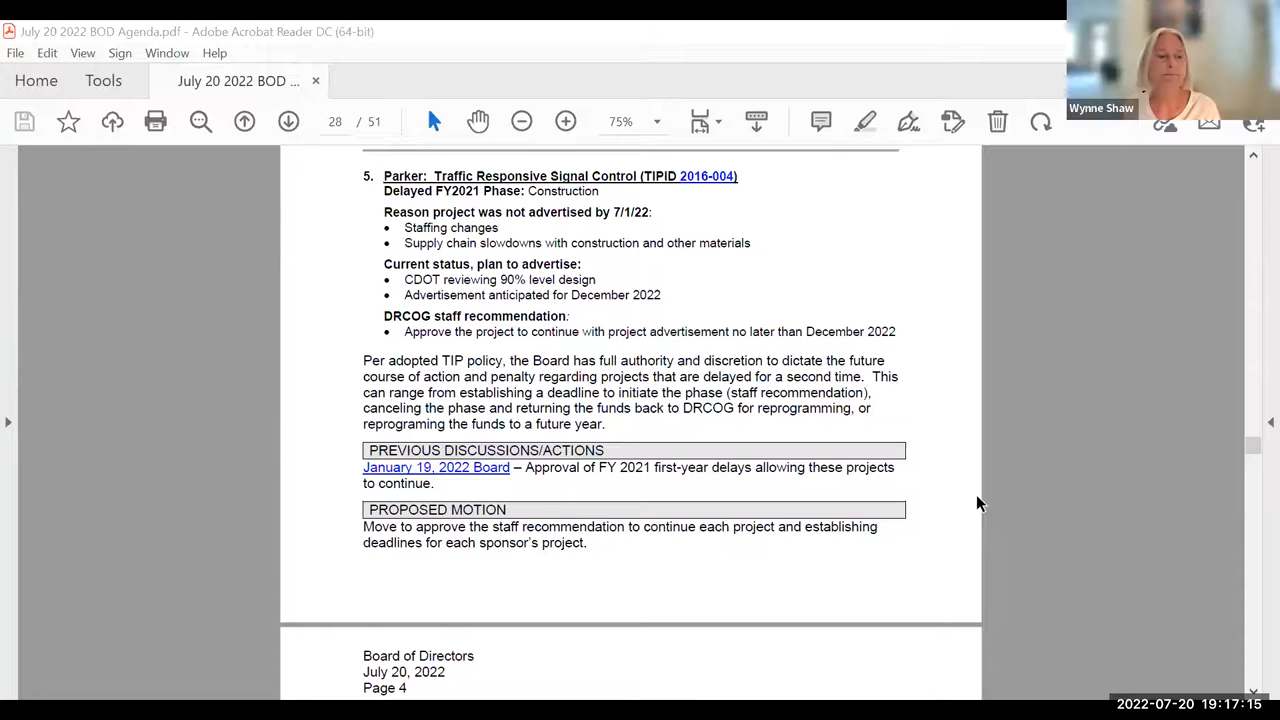 July 20 2022 BOD Agenda.pdf - Adobe Acrobat Reader DC (64-bit)
File Edit View Sign Window Help
Home Tools July 20 2022 BOD ... ×
28 / 51 75%
Wynne Shaw
5. Parker: Traffic Responsive Signal Control (TIPID 2016-004)
Delayed FY2021 Phase: Construction
Reason project was not advertised by 7/1/22:
• Staffing changes
• Supply chain slowdowns with construction and other materials
Current status, plan to advertise:
• CDOT reviewing 90% level design
• Advertisement anticipated for December 2022
DRCOG staff recommendation:
• Approve the project to continue with project advertisement no later than December 2022
Per adopted TIP policy, the Board has full authority and discretion to dictate the future
course of action and penalty regarding projects that are delayed for a second time. This
can range from establishing a deadline to initiate the phase (staff recommendation),
canceling the phase and returning the funds back to DRCOG for reprogramming, or
reprograming the funds to a future year.
PREVIOUS DISCUSSIONS/ACTIONS
January 19, 2022 Board – Approval of FY 2021 first-year delays allowing these projects
to continue.
PROPOSED MOTION
Move to approve the staff recommendation to continue each project and establishing
deadlines for each sponsor's project.
Board of Directors
July 20, 2022
Page 4
2022-07-20 19:17:15